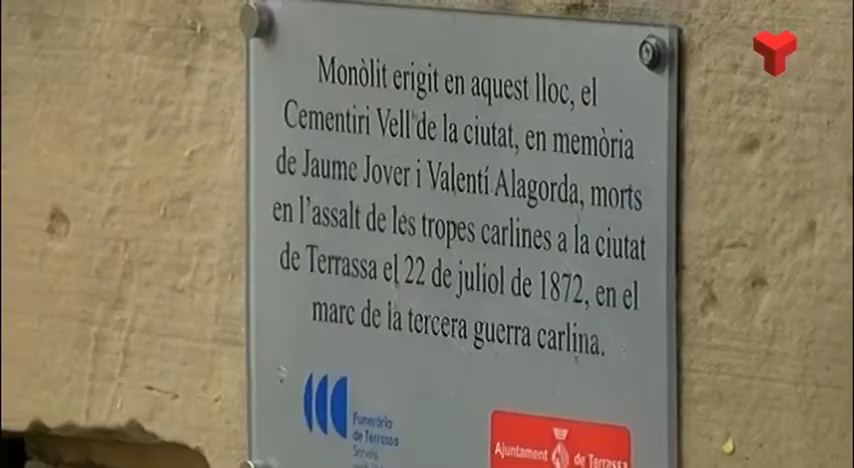 Monòlit erigit en aquest lloc, el
Cementiri Vell de la ciutat, en memòria
de Jaume Jover i Valentí Alagorda, morts
en l'assalt de les tropes carlines a la ciutat
de Terrassa el 22 de juliol de 1872, en el
marc de la tercera guerra carlina.
Funerària
de Terrassa
Serveis
Ajuntament de Terrassa